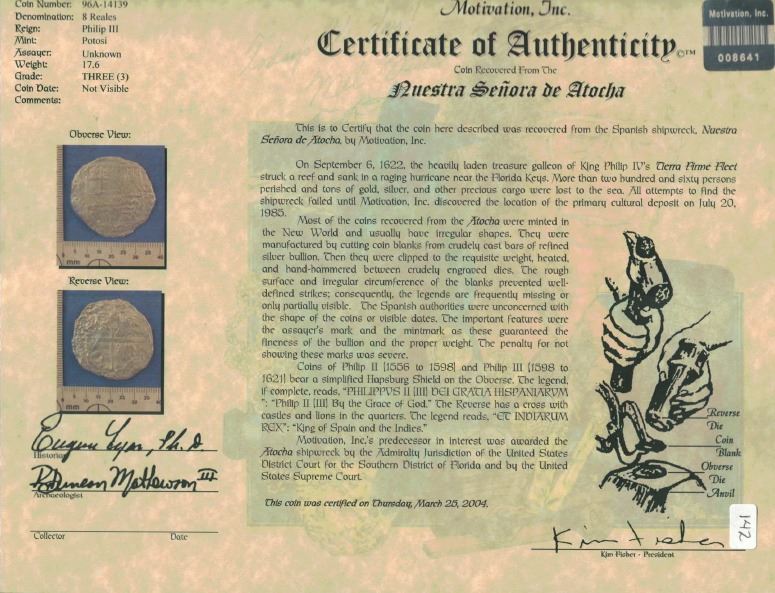 Coin Number: 96A-14139
Denomination: 8 Reales
Reign: Philip III
Mint: Potosi
Assayer: Unknown
Weight: 17.6
Grade: THREE (3)
Coin Date: Not Visible
Comments:
Motivation, Inc.
Certificate of Authenticity ©™
Coin Recovered From The
Nuestra Señora de Atocha
Motivation, Inc.
008641
Obverse View:
mm
Reverse View:
mm
This is to Certify that the coin here described was recovered from the Spanish shipwreck, Nuestra
Señora de Atocha, by Motivation, Inc.
On September 6, 1622, the heavily laden treasure galleon of King Philip IV's Tierra Firme Fleet
struck a reef and sank in a raging hurricane near the Florida Keys. More than two hundred and sixty persons
perished and tons of gold, silver, and other precious cargo were lost to the sea. All attempts to find the
shipwreck failed until Motivation, Inc. discovered the location of the primary cultural deposit on July 20,
1985.
Most of the coins recovered from the Atocha were minted in
the New World and usually have irregular shapes. They were
manufactured by cutting coin blanks from crudely cast bars of refined
silver bullion. Then they were clipped to the requisite weight, heated,
and hand-hammered between crudely engraved dies. The rough
surface and irregular circumference of the blanks prevented well-
defined strikes; consequently, the legends are frequently missing or
only partially visible. The Spanish authorities were unconcerned with
the shape of the coins or visible dates. The important features were
the assayer's mark and the mintmark as these guaranteed the
fineness of the bullion and the proper weight. The penalty for not
showing these marks was severe.
Coins of Philip II (1556 to 1598) and Philip III (1598 to
1621) bear a simplified Hapsburg Shield on the Obverse. The legend,
if complete, reads, "PHILIPPVS II [III] DEI GRATIA HISPANIARVM
": "Philip II [III] By the Grace of God." The Reverse has a cross with
castles and lions in the quarters. The legend reads, "ET INDIARUM
REX": "King of Spain and the Indies."
Motivation, Inc.'s predecessor in interest was awarded the
Atocha shipwreck by the Admiralty Jurisdiction of the United States
District Court for the Southern District of Florida and by the United
States Supreme Court.
This coin was certified on Thursday, March 25, 2004.
Reverse
Die
Coin
Blank
Obverse
Die
Anvil
Eugene Lyon, Ph.D.
Historian
R. Duncan Mathewson III
Archaeologist
Collector Date
Kim Fisher
Kim Fisher - President
142